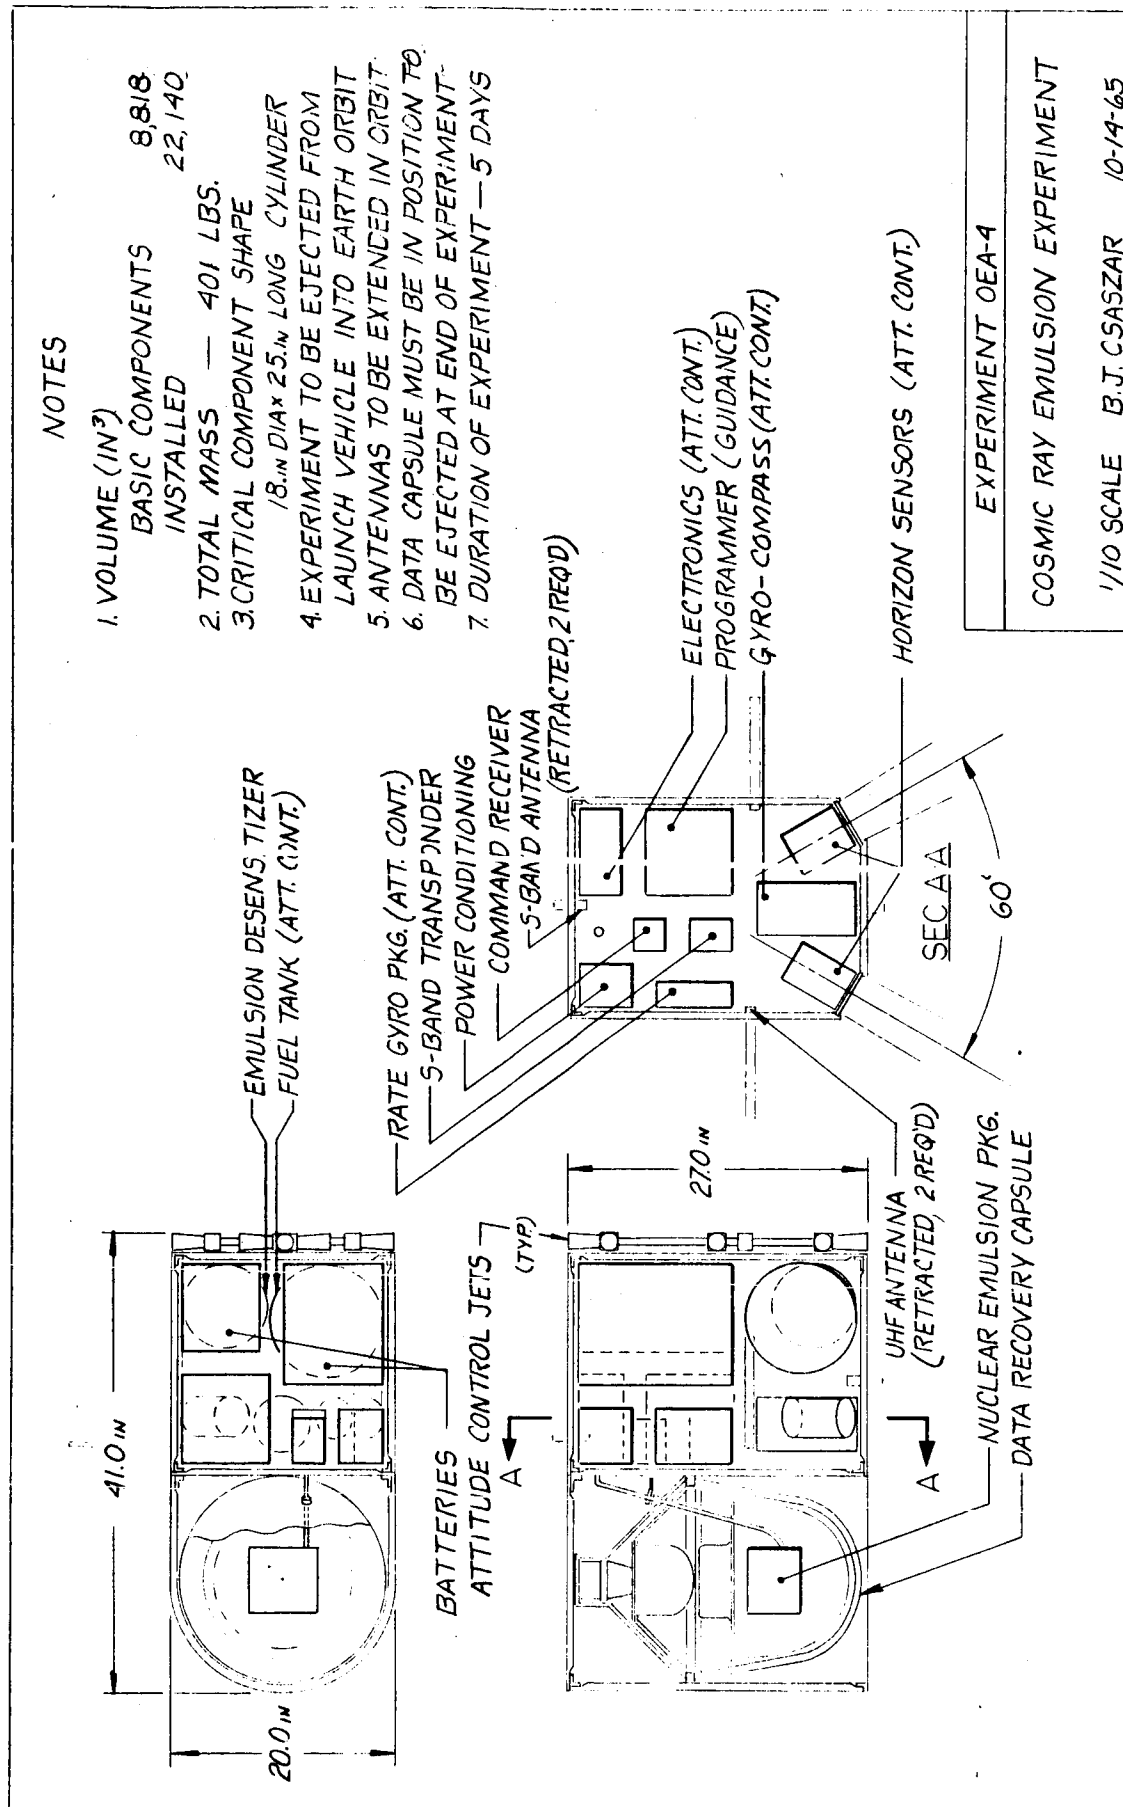 NOTES
1. VOLUME (IN³)
BASIC COMPONENTS 8,818
INSTALLED 22,140
2. TOTAL MASS — 401 LBS.
3. CRITICAL COMPONENT SHAPE
18.IN DIA x 25.IN LONG CYLINDER
4. EXPERIMENT TO BE EJECTED FROM
LAUNCH VEHICLE INTO EARTH ORBIT
5. ANTENNAS TO BE EXTENDED IN ORBIT
6. DATA CAPSULE MUST BE IN POSITION TO
BE EJECTED AT END OF EXPERIMENT
7. DURATION OF EXPERIMENT — 5 DAYS
41.0 IN
20.0 IN
EMULSION DESENS. TIZER
FUEL TANK (ATT. CONT.)
BATTERIES
ATTITUDE CONTROL JETS
(TYP.)
RATE GYRO PKG. (ATT. CONT.)
S-BAND TRANSPONDER
POWER CONDITIONING
COMMAND RECEIVER
S-BAND ANTENNA
(RETRACTED, 2 REQ'D)
ELECTRONICS (ATT. CONT.)
PROGRAMMER (GUIDANCE)
GYRO-COMPASS (ATT. CONT.)
HORIZON SENSORS (ATT. CONT.)
A
A
27.0 IN
UHF ANTENNA
(RETRACTED, 2 REQ'D)
NUCLEAR EMULSION PKG.
DATA RECOVERY CAPSULE
SEC AA
60°
EXPERIMENT OEA-4
COSMIC RAY EMULSION EXPERIMENT
1/10 SCALE B.J. CSASZAR 10-14-65